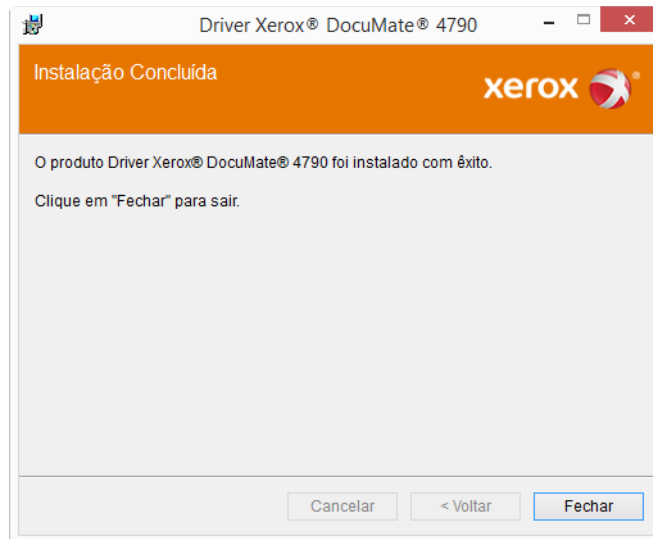 Driver Xerox® DocuMate® 4790
Instalação Concluída
xerox
O produto Driver Xerox® DocuMate® 4790 foi instalado com êxito.
Clique em "Fechar" para sair.
Cancelar
< Voltar
Fechar